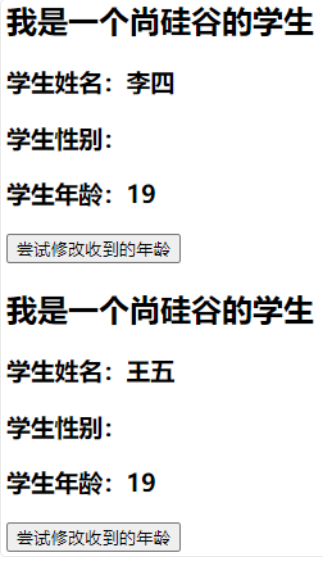 我是一个尚硅谷的学生
学生姓名：李四
学生性别：
学生年龄：19
尝试修改收到的年龄
我是一个尚硅谷的学生
学生姓名：王五
学生性别：
学生年龄：19
尝试修改收到的年龄